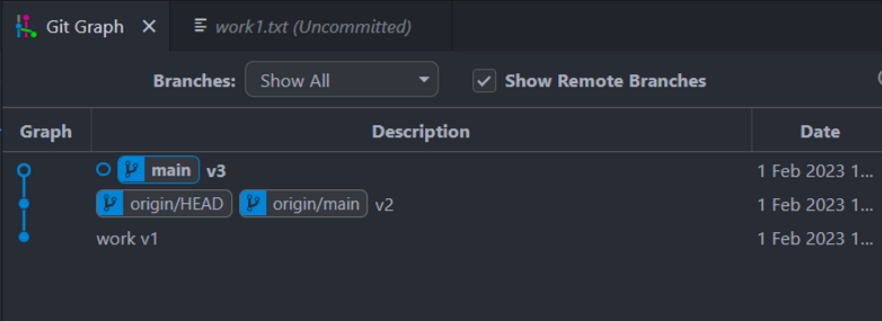 Git Graph work1.txt (Uncommitted)
Branches: Show All Show Remote Branches
Graph Description Date
main v3 1 Feb 2023 1...
origin/HEAD origin/main v2 1 Feb 2023 1...
work v1 1 Feb 2023 1...